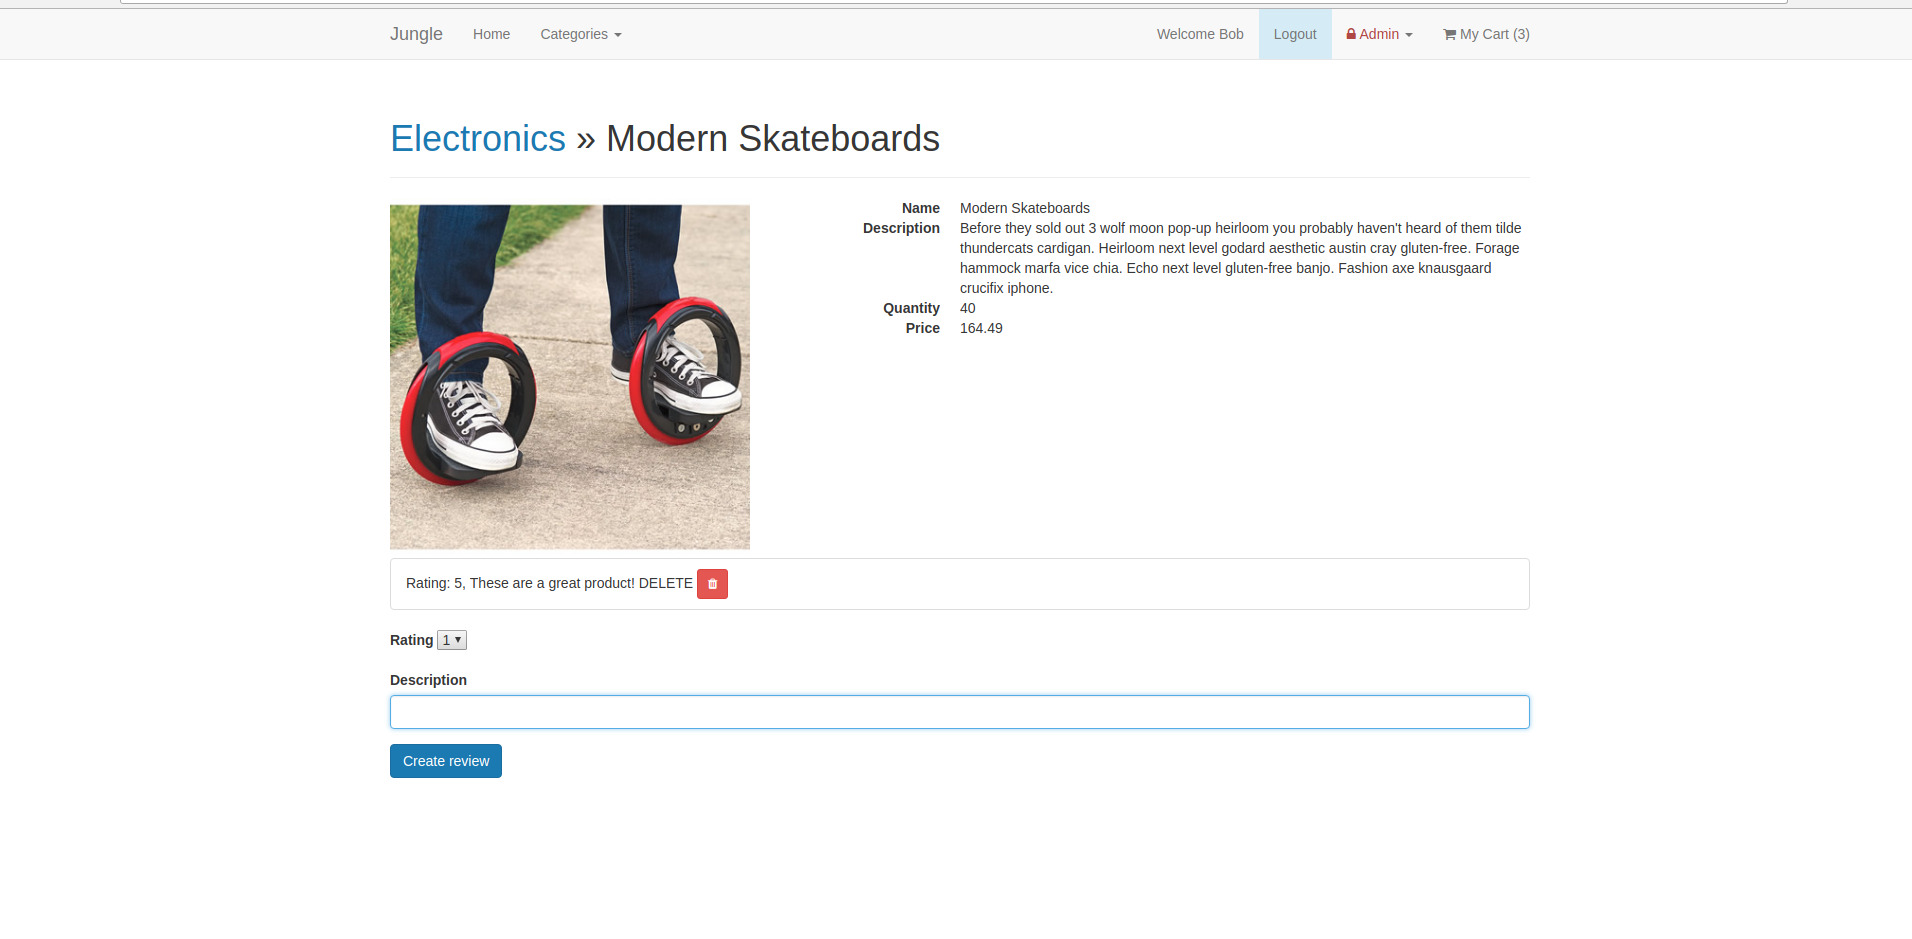 Jungle Home Categories Welcome Bob Logout Admin My Cart (3)
Electronics » Modern Skateboards
Name Modern Skateboards
Description Before they sold out 3 wolf moon pop-up heirloom you probably haven't heard of them tilde
thundercats cardigan. Heirloom next level godard aesthetic austin cray gluten-free. Forage
hammock marfa vice chia. Echo next level gluten-free banjo. Fashion axe knausgaard
crucifix iphone.
Quantity 40
Price 164.49
Rating: 5, These are a great product! DELETE
Rating 1
Description
Create review